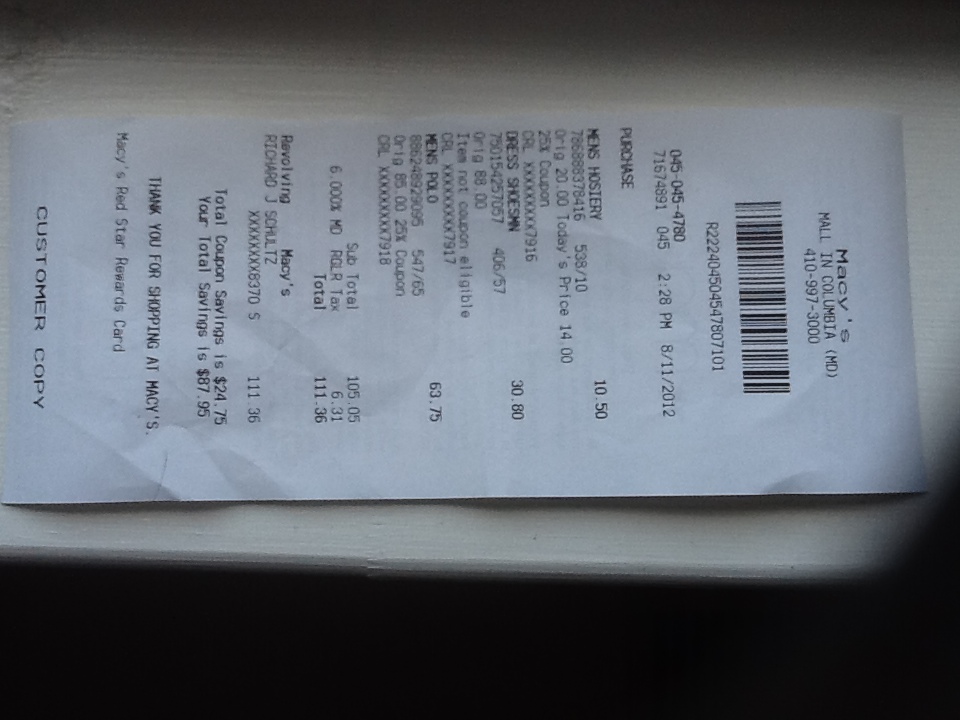 Macy's
MALL IN COLUMBIA (MD)
410-997-3000
R22404504547807101
045-045-4780
71674891 045 2:28 PM 8/11/2012
PURCHASE
MENS HOSIERY 10.50
786888378416 538/10
Orig 20.00 Today's Price 14.00
25% Coupon
CRL XXXXXXXXXX7916
DRESS SHOESMN 30.80
750154257057 406/57
Orig 88.00
Item not coupon eligible
CRL XXXXXXXXXX7917
MENS POLO 63.75
886248929095 547/65
Orig 85.00 25% Coupon
CRL XXXXXXXXXX7918
Sub Total 105.05
6.000% MD RGLR Tax 6.31
Total 111.36
Revolving Macy's
RICHARD J SCHULTZ
XXXXXXXX8370 S 111.36
Total Coupon Savings is $24.75
Your Total Savings is $87.95
THANK YOU FOR SHOPPING AT MACY'S.
Macy's Red Star Rewards Card
CUSTOMER COPY